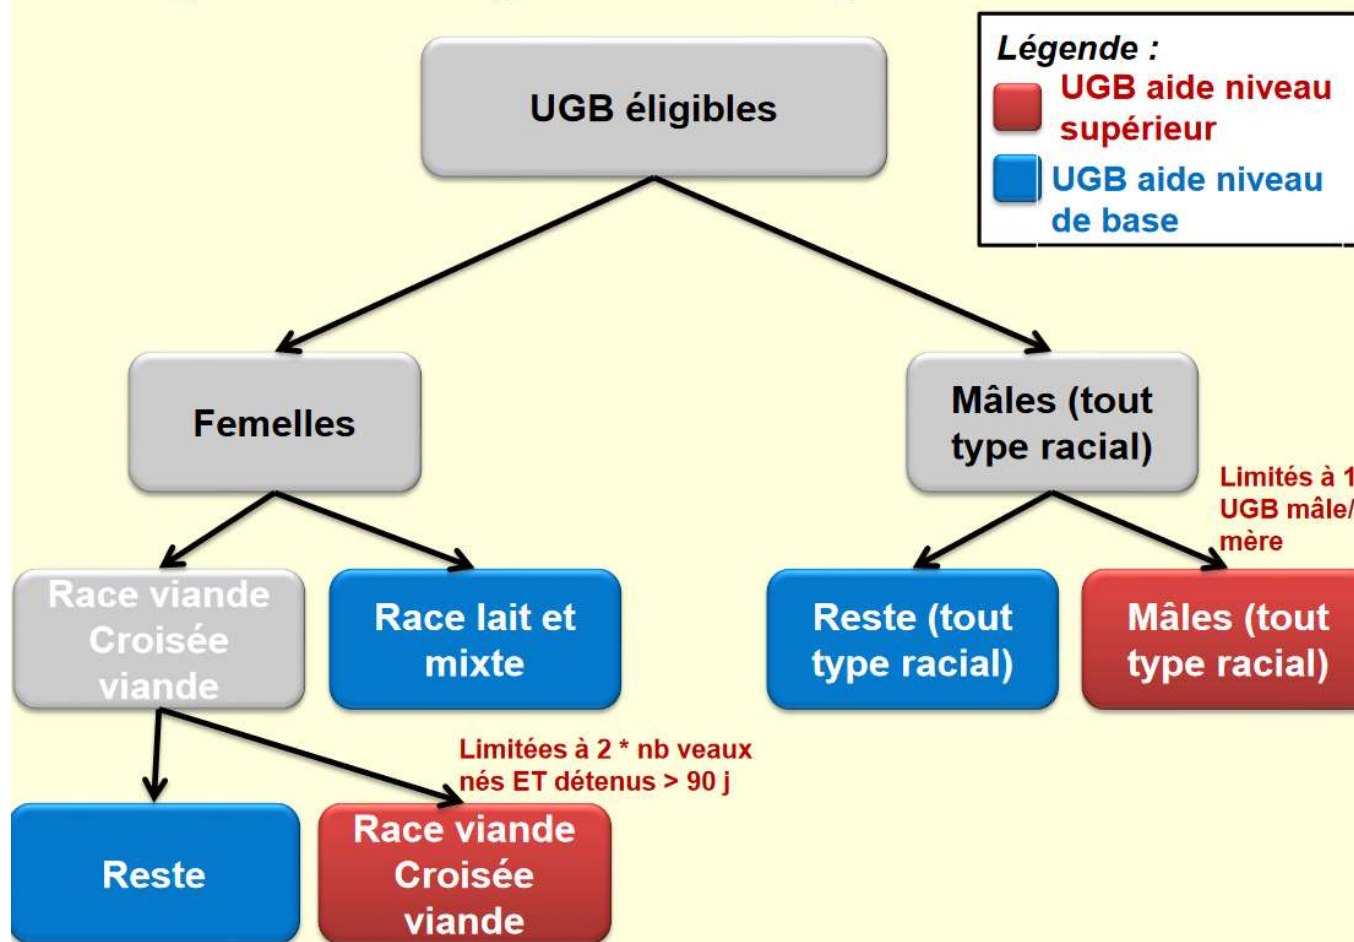 UGB éligibles
Légende :
UGB aide niveau
supérieur
UGB aide niveau
de base
Femelles
Mâles (tout
type racial)
Limités à 1
UGB mâle/
mère
Race viande
Croisée
viande
Race lait et
mixte
Reste (tout
type racial)
Mâles (tout
type racial)
Limitées à 2 * nb veaux
nés ET détenus > 90 j
Reste
Race viande
Croisée
viande